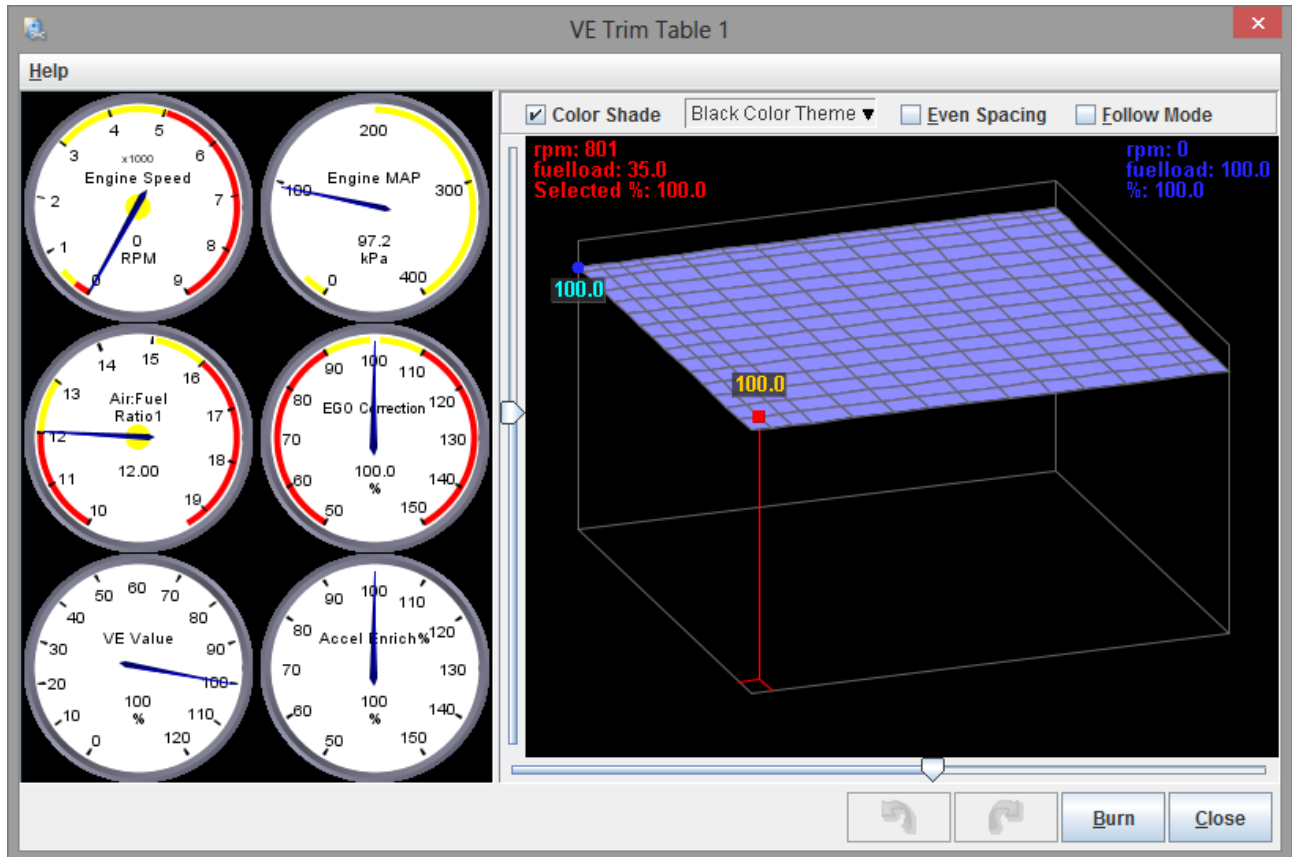 VE Trim Table 1
Help
4 5
3 6
x1000
Engine Speed
2 7
1 8
0
RPM
0 9
200
Engine MAP
100 300
97.2
kPa
0 400
14 15
13 16
Air:Fuel
Ratio1
12 17
12.00
11 18
10 19
90 100 110
80 EGO Correction 120
70 130
100.0
%
60 140
50 150
50 60 70
40 80
VE Value
30 90
20 100
100
%
10 110
0 120
90 100 110
80 Accel Enrich% 120
70 130
100
%
60 140
50 150
Color Shade Black Color Theme Even Spacing Follow Mode
rpm: 801
fuelload: 35.0
Selected %: 100.0
rpm: 0
fuelload: 100.0
%: 100.0
100.0
100.0
Burn Close